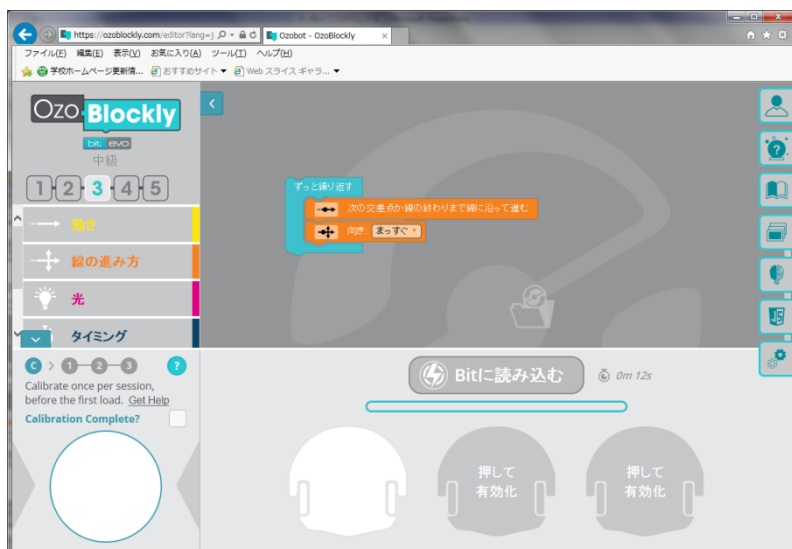 https://ozoblockly.com/editor?lang=j
Ozobot - OzoBlockly
ファイル(F) 編集(E) 表示(V) お気に入り(A) ツール(T) ヘルプ(H)
学校ホームページ更新情... おすすめサイト Web スライス ギャラ...
Ozo Blockly
bit evo
中級
1 2 3 4 5
動き
線の進み方
光
タイミング
ずっと繰り返す
次の交差点か線の終わりまで線に沿って進む
向き: まっすぐ
C > 1 2 3 ?
Calibrate once per session,
before the first load. Get Help
Calibration Complete?
Bitに読み込む
0m 12s
押して
有効化
押して
有効化